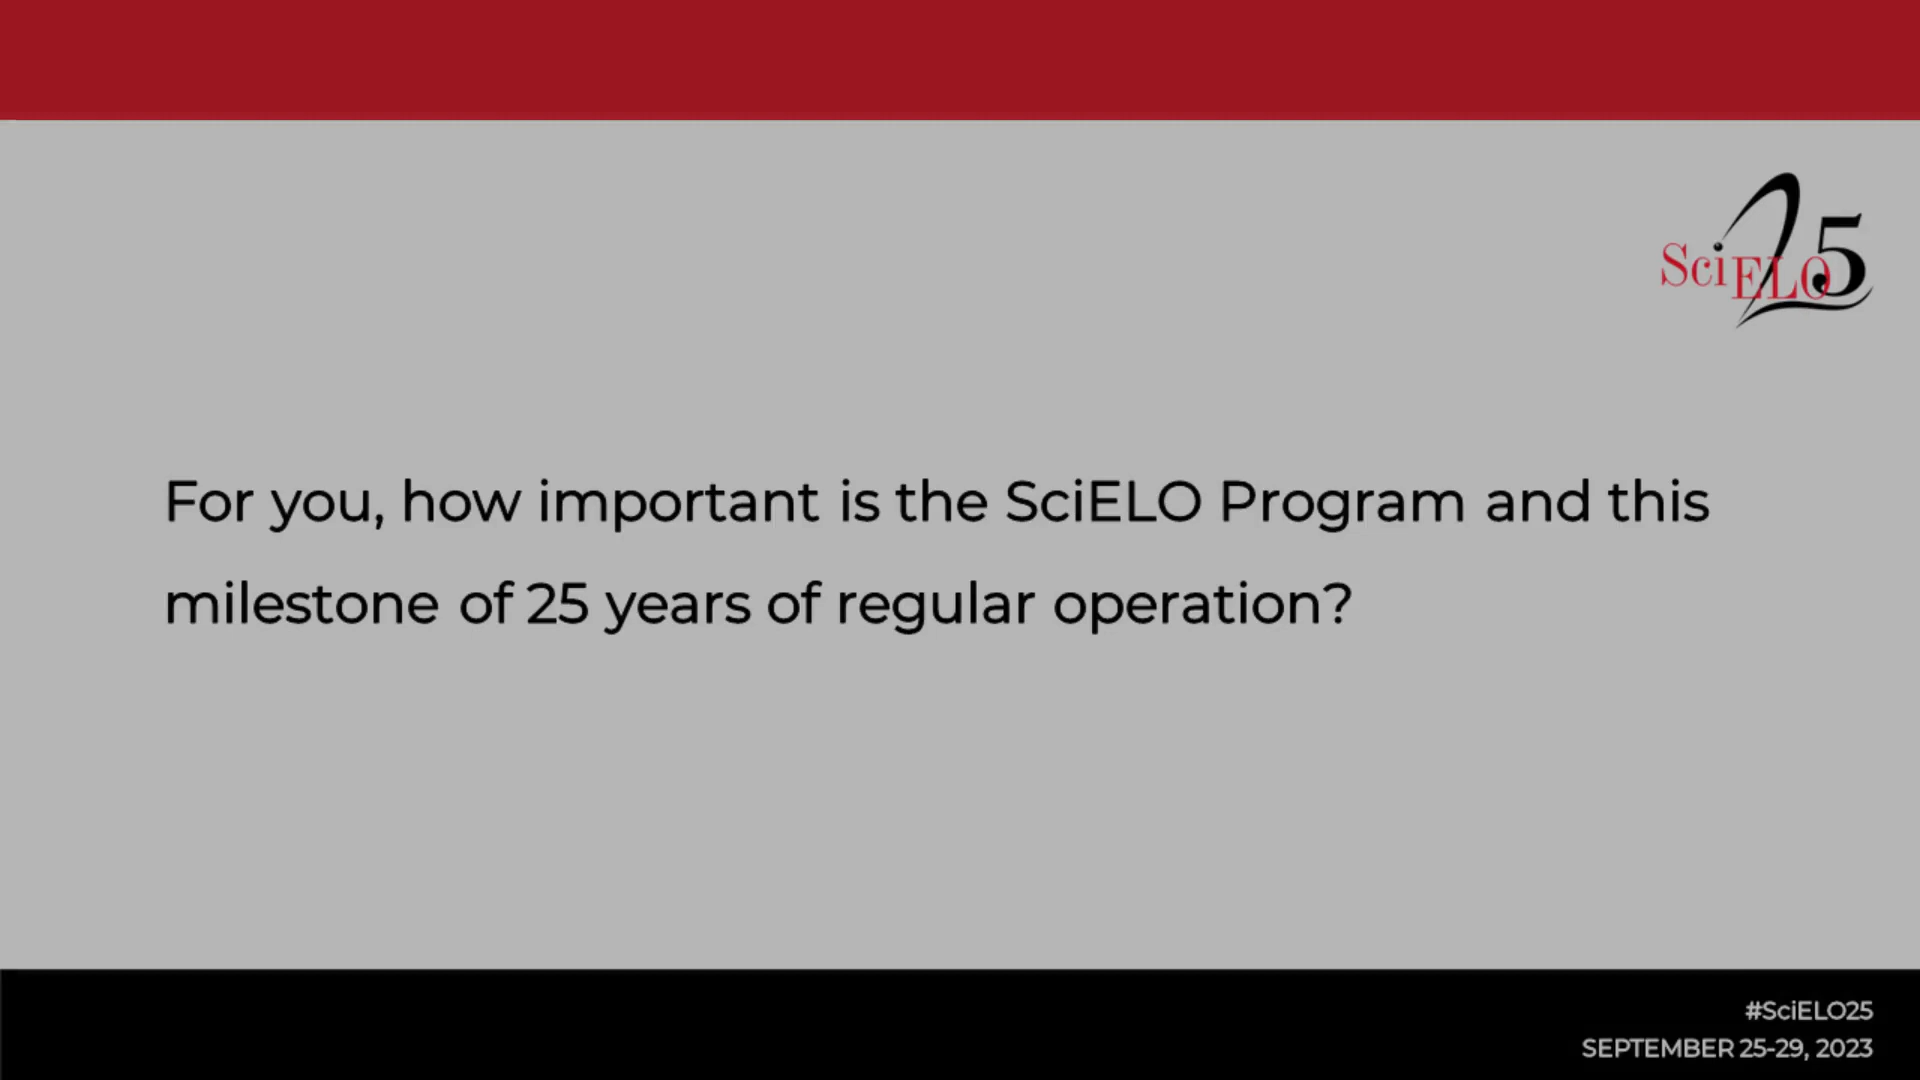 SciELO 25
For you, how important is the SciELO Program and this
milestone of 25 years of regular operation?
#SciELO25
SEPTEMBER 25-29, 2023